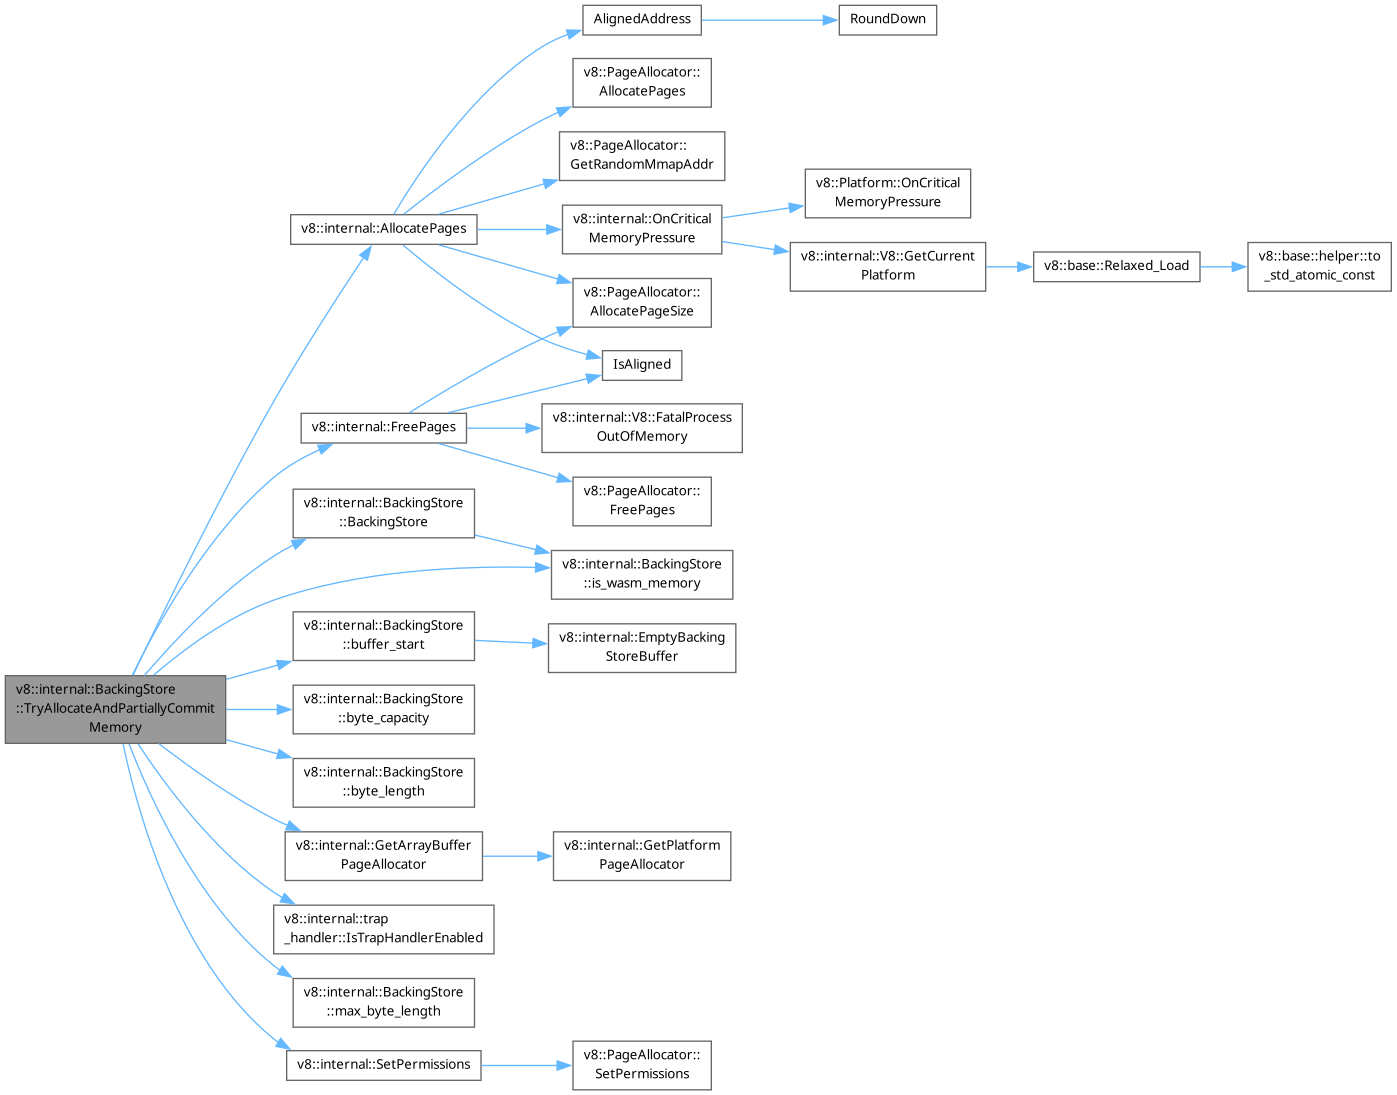 AlignedAddress
RoundDown
v8::PageAllocator::
AllocatePages
v8::PageAllocator::
GetRandomMmapAddr
v8::Platform::OnCritical
MemoryPressure
v8::internal::AllocatePages
v8::internal::OnCritical
MemoryPressure
v8::internal::V8::GetCurrent
Platform
v8::base::Relaxed_Load
v8::base::helper::to
_std_atomic_const
v8::PageAllocator::
AllocatePageSize
IsAligned
v8::internal::FreePages
v8::internal::V8::FatalProcess
OutOfMemory
v8::PageAllocator::
FreePages
v8::internal::BackingStore
::BackingStore
v8::internal::BackingStore
::is_wasm_memory
v8::internal::BackingStore
::buffer_start
v8::internal::EmptyBacking
StoreBuffer
v8::internal::BackingStore
::TryAllocateAndPartiallyCommit
Memory
v8::internal::BackingStore
::byte_capacity
v8::internal::BackingStore
::byte_length
v8::internal::GetArrayBuffer
PageAllocator
v8::internal::GetPlatform
PageAllocator
v8::internal::trap
_handler::IsTrapHandlerEnabled
v8::internal::BackingStore
::max_byte_length
v8::internal::SetPermissions
v8::PageAllocator::
SetPermissions